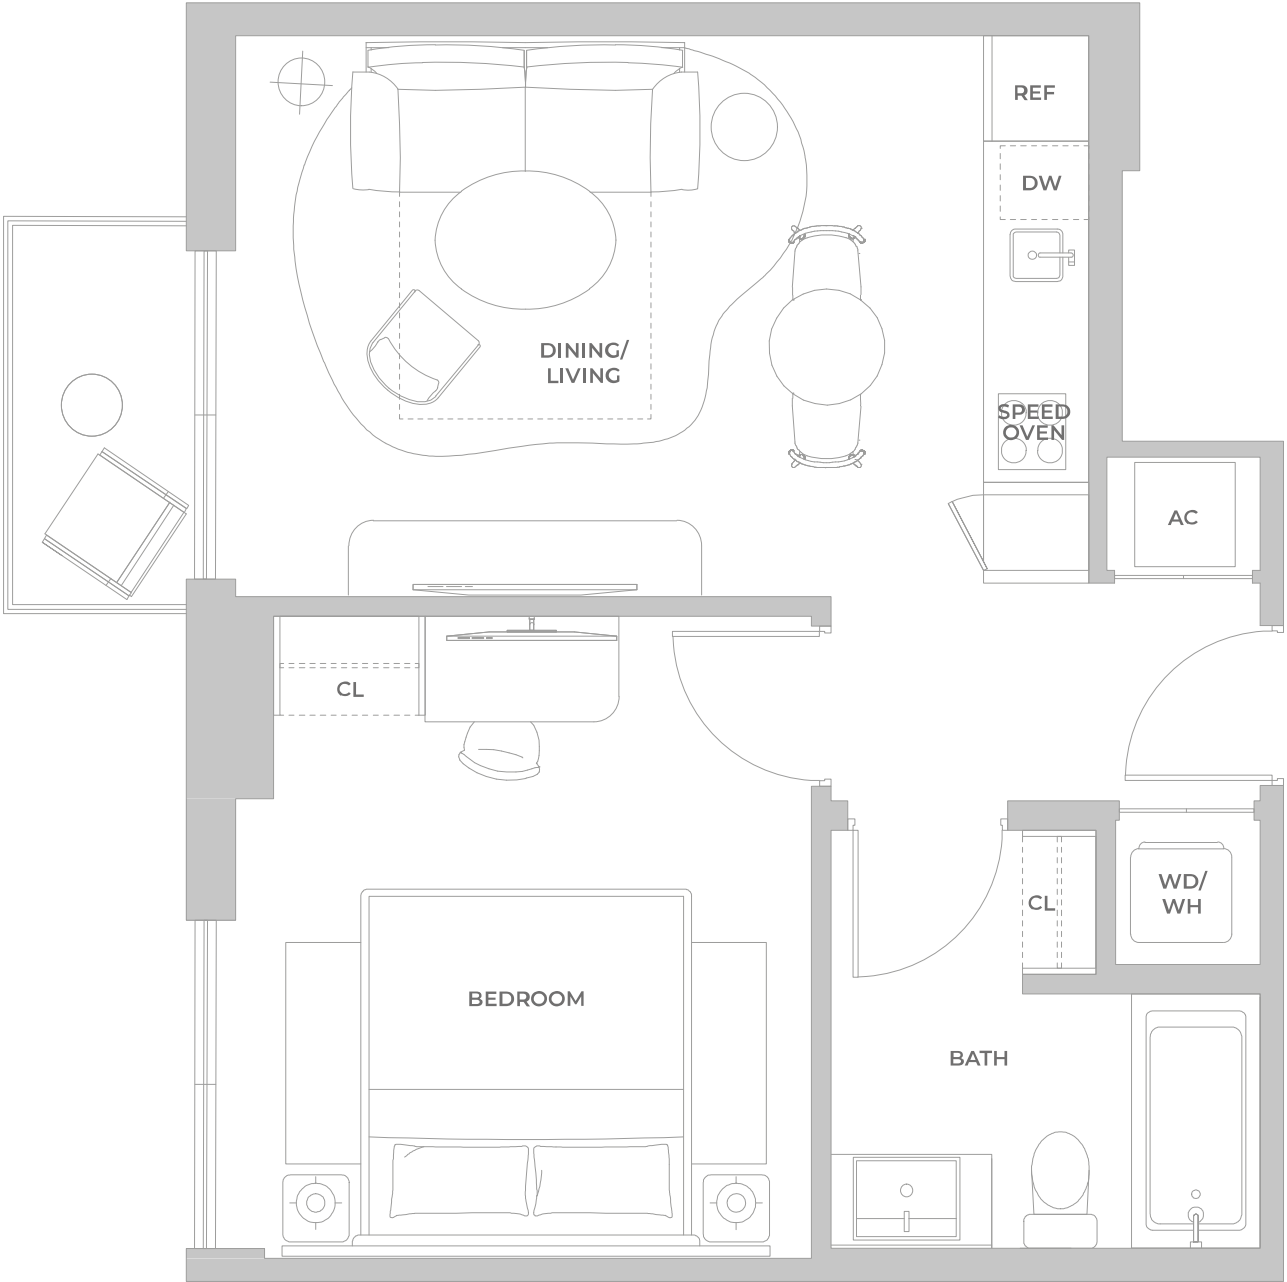 REF
DW
DINING/
LIVING
SPEED
OVEN
AC
CL
WD/
WH
CL
BEDROOM
BATH